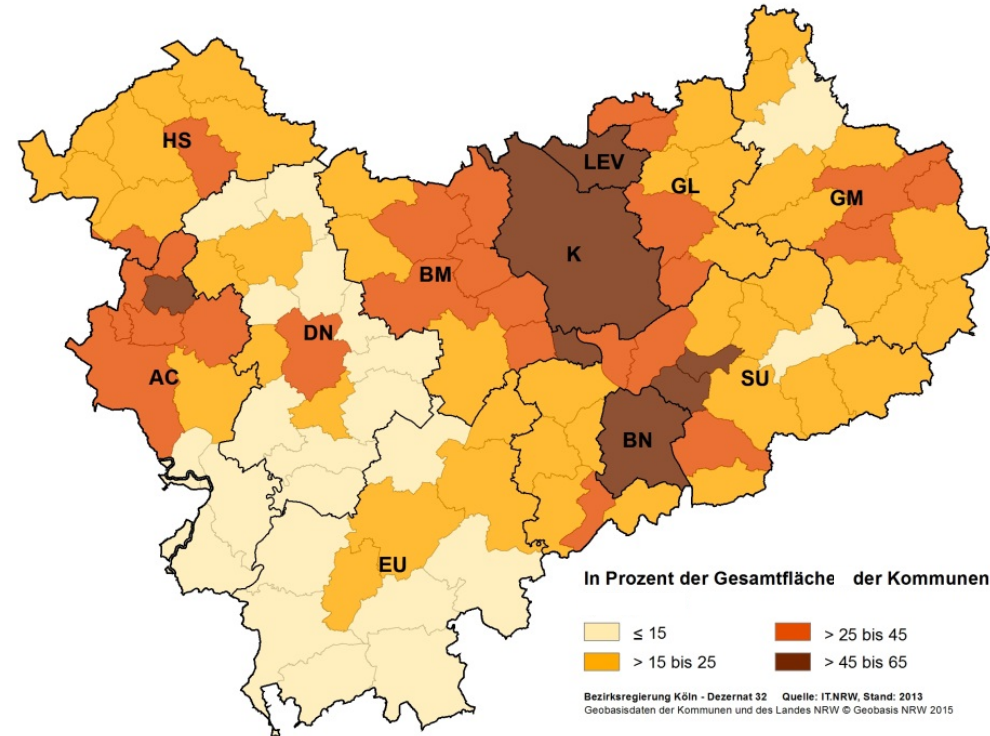 HS
LEV
GL
GM
K
BM
DN
AC
SU
BN
EU
In Prozent der Gesamtfläche der Kommunen
≤ 15
> 25 bis 45
> 15 bis 25
> 45 bis 65
Bezirksregierung Köln - Dezernat 32 Quelle: IT.NRW, Stand: 2013
Geobasisdaten der Kommunen und des Landes NRW © Geobasis NRW 2015